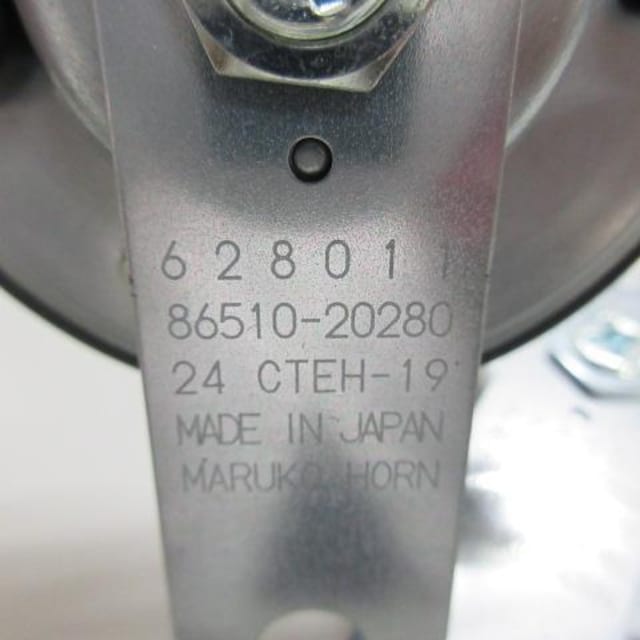 628011
86510-20280
24 CTEH-19
MADE IN JAPAN
MARUKO HORN